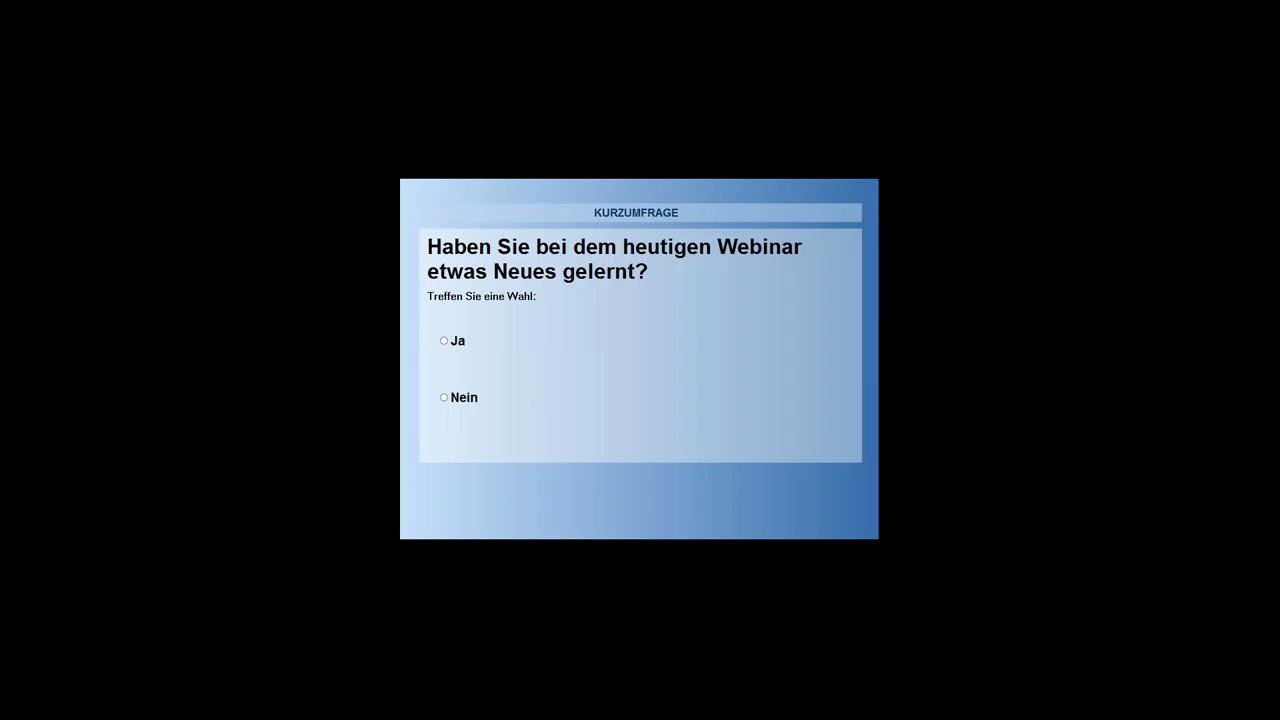 KURZUMFRAGE
Haben Sie bei dem heutigen Webinar
etwas Neues gelernt?
Treffen Sie eine Wahl:
Ja
Nein